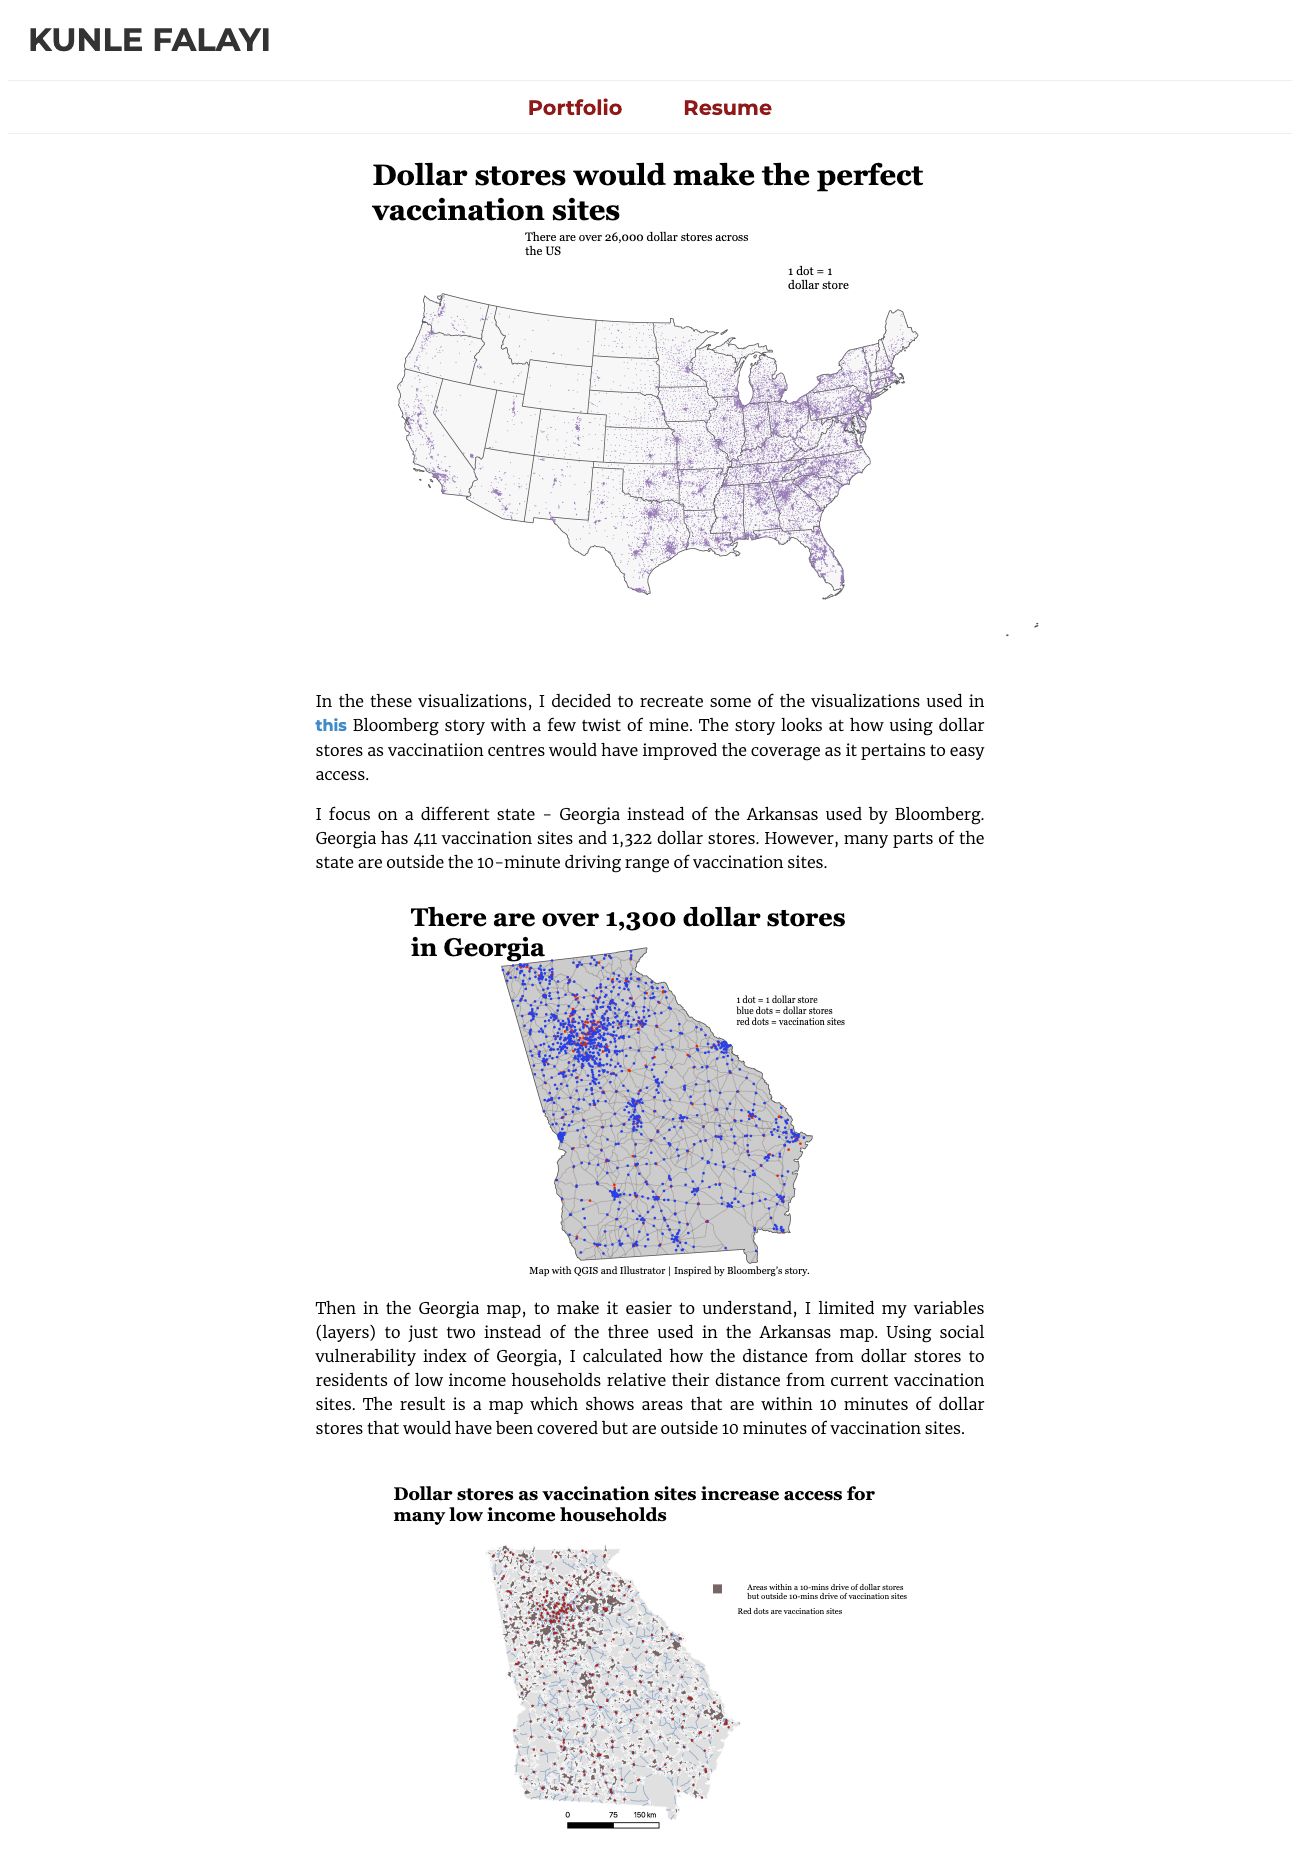 KUNLE FALAYI
Portfolio Resume
Dollar stores would make the perfect
vaccination sites
There are over 26,000 dollar stores across
the US
1 dot = 1
dollar store
In the these visualizations, I decided to recreate some of the visualizations used in
this Bloomberg story with a few twist of mine. The story looks at how using dollar
stores as vaccinatiion centres would have improved the coverage as it pertains to easy
access.
I focus on a different state - Georgia instead of the Arkansas used by Bloomberg.
Georgia has 411 vaccination sites and 1,322 dollar stores. However, many parts of the
state are outside the 10-minute driving range of vaccination sites.
There are over 1,300 dollar stores
in Georgia
1 dot = 1 dollar store
blue dots = dollar stores
red dots = vaccination sites
Map with QGIS and Illustrator | Inspired by Bloomberg's story.
Then in the Georgia map, to make it easier to understand, I limited my variables
(layers) to just two instead of the three used in the Arkansas map. Using social
vulnerability index of Georgia, I calculated how the distance from dollar stores to
residents of low income households relative their distance from current vaccination
sites. The result is a map which shows areas that are within 10 minutes of dollar
stores that would have been covered but are outside 10 minutes of vaccination sites.
Dollar stores as vaccination sites increase access for
many low income households
Areas within a 10-mins drive of dollar stores
but outside 10-mins drive of vaccination sites
Red dots are vaccination sites
0 75 150 km